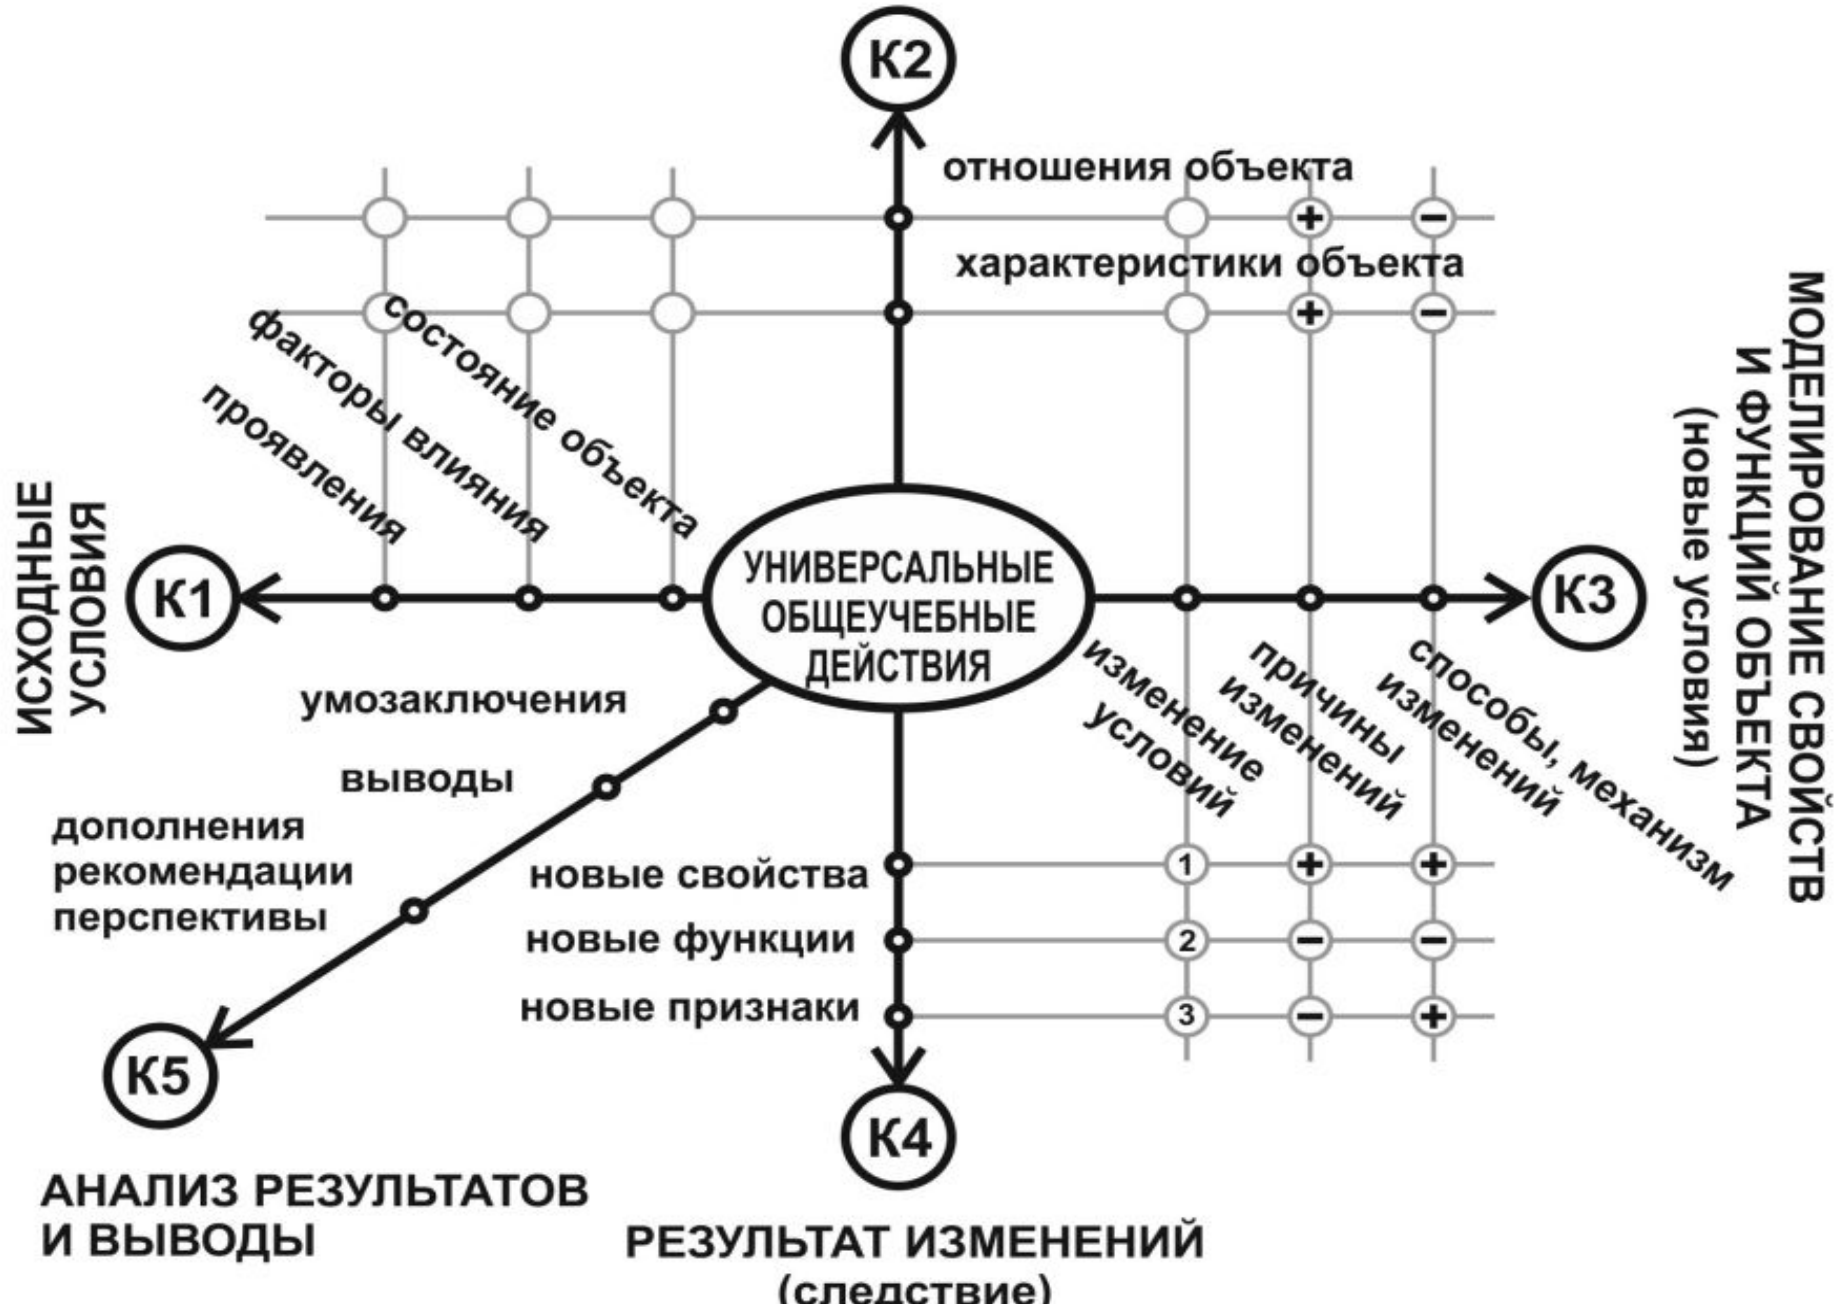 К2
отношения объекта
+
−
характеристики объекта
+
−
состояние объекта
факторы влияния
проявления
ИСХОДНЫЕ
УСЛОВИЯ
К1
УНИВЕРСАЛЬНЫЕ
ОБЩЕУЧЕБНЫЕ
ДЕЙСТВИЯ
К3
МОДЕЛИРОВАНИЕ СВОЙСТВ
И ФУНКЦИЙ ОБЪЕКТА
(новые условия)
изменение
условий
причины
изменений
способы, механизм
изменений
умозаключения
выводы
дополнения
рекомендации
перспективы
новые свойства
1
+
+
новые функции
2
−
−
новые признаки
3
−
+
К5
К4
АНАЛИЗ РЕЗУЛЬТАТОВ
И ВЫВОДЫ
РЕЗУЛЬТАТ ИЗМЕНЕНИЙ
(следствие)